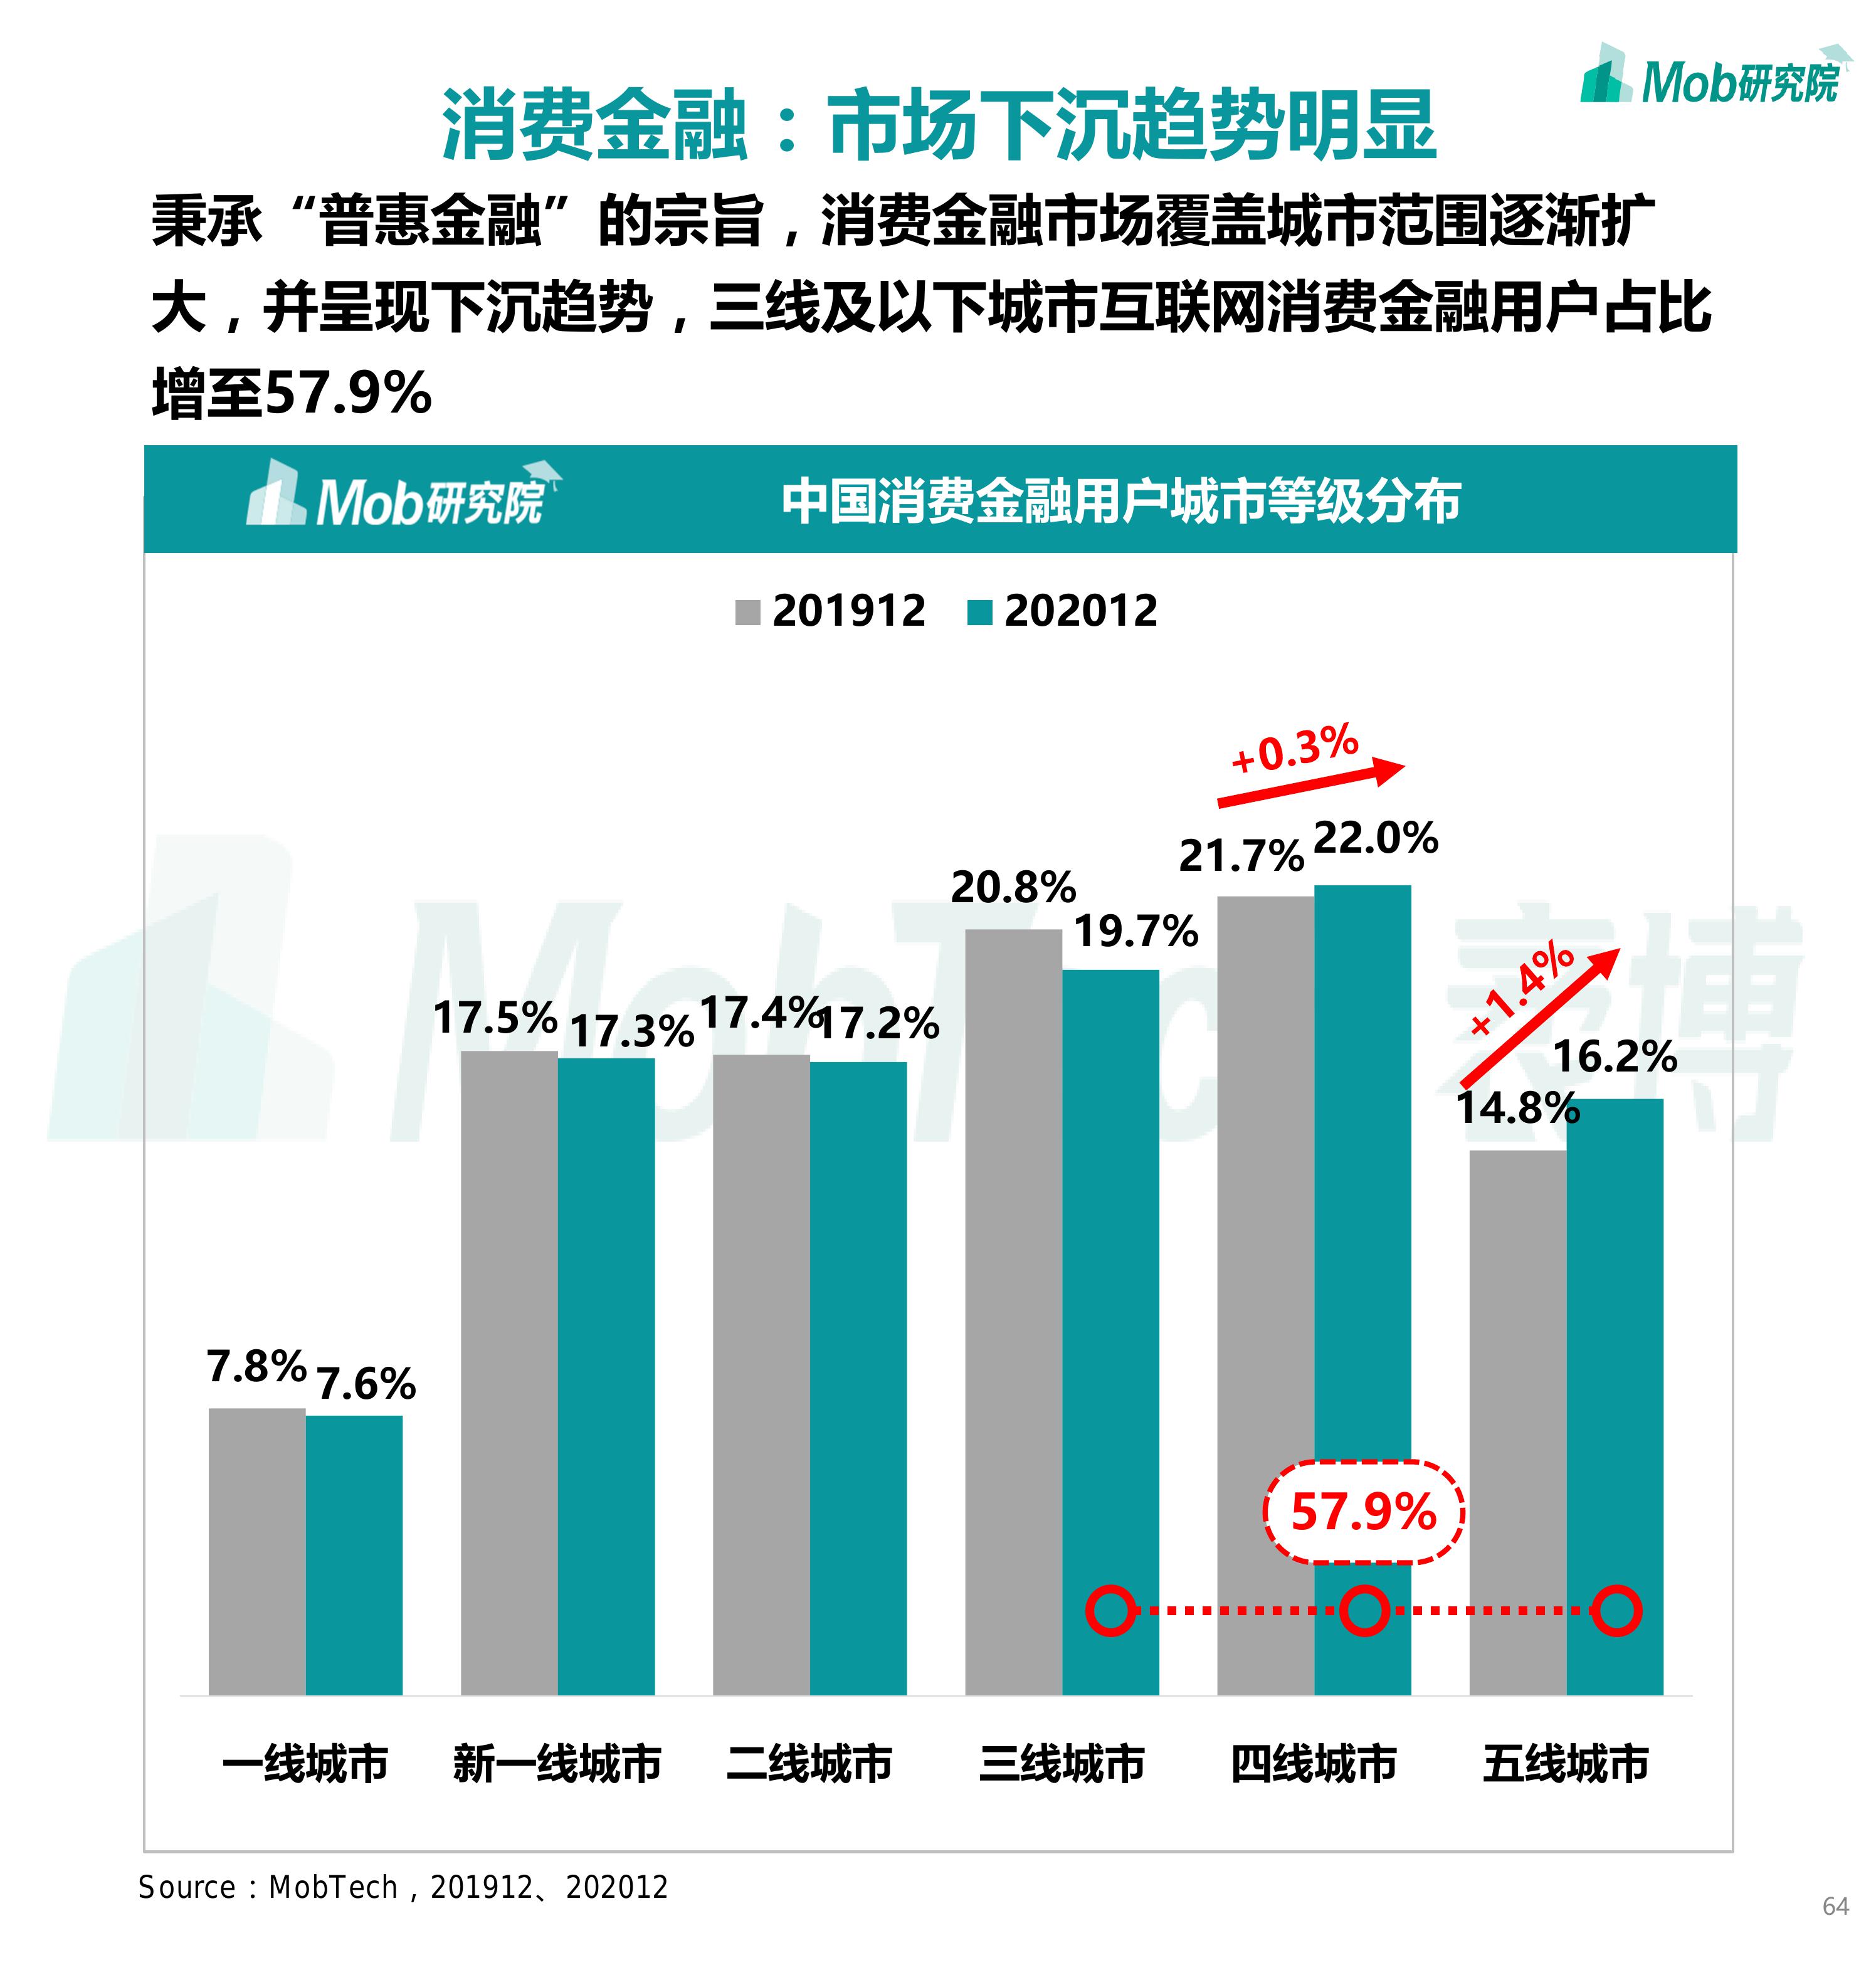 Mob研究院
消费金融：市场下沉趋势明显
秉承“普惠金融”的宗旨，消费金融市场覆盖城市范围逐渐扩
大，并呈现下沉趋势，三线及以下城市互联网消费金融用户占比
增至57.9%
Mob研究院 中国消费金融用户城市等级分布
201912 202012
+0.3%
21.7% 22.0%
20.8% 19.7%
+1.4%
17.5% 17.3% 17.4% 17.2%
14.8% 16.2%
7.8% 7.6%
57.9%
一线城市 新一线城市 二线城市 三线城市 四线城市 五线城市
MobTech 袤博
Source：MobTech，201912、202012
64